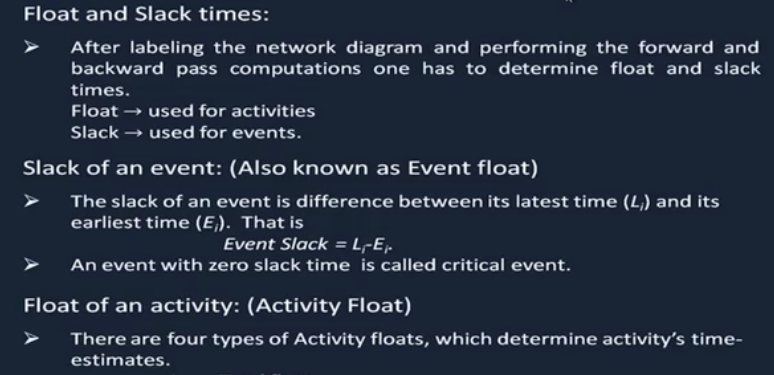 Float and Slack times:
➢ After labeling the network diagram and performing the forward and
backward pass computations one has to determine float and slack
times.
Float → used for activities
Slack → used for events.
Slack of an event: (Also known as Event float)
➢ The slack of an event is difference between its latest time (Lᵢ) and its
earliest time (Eᵢ). That is
Event Slack = Lᵢ-Eᵢ.
➢ An event with zero slack time is called critical event.
Float of an activity: (Activity Float)
➢ There are four types of Activity floats, which determine activity's time-
estimates.